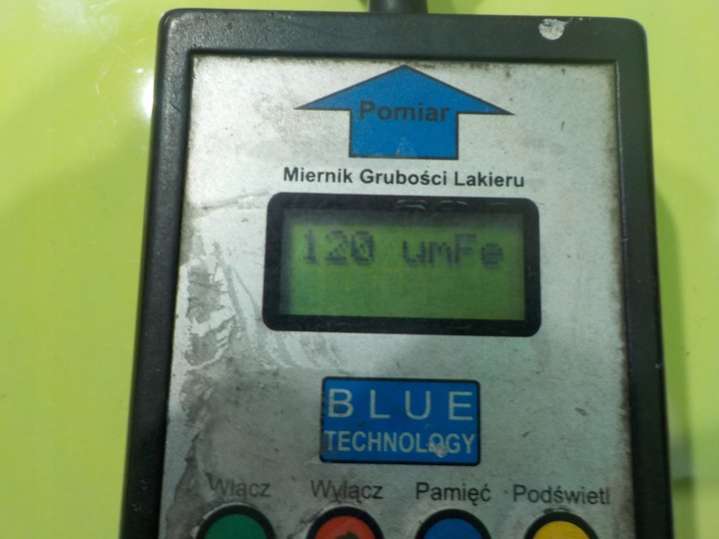 Pomiar
Miernik Grubości Lakieru
120 umFe
BLUE
TECHNOLOGY
Włącz Wyłącz Pamięć Podświetl